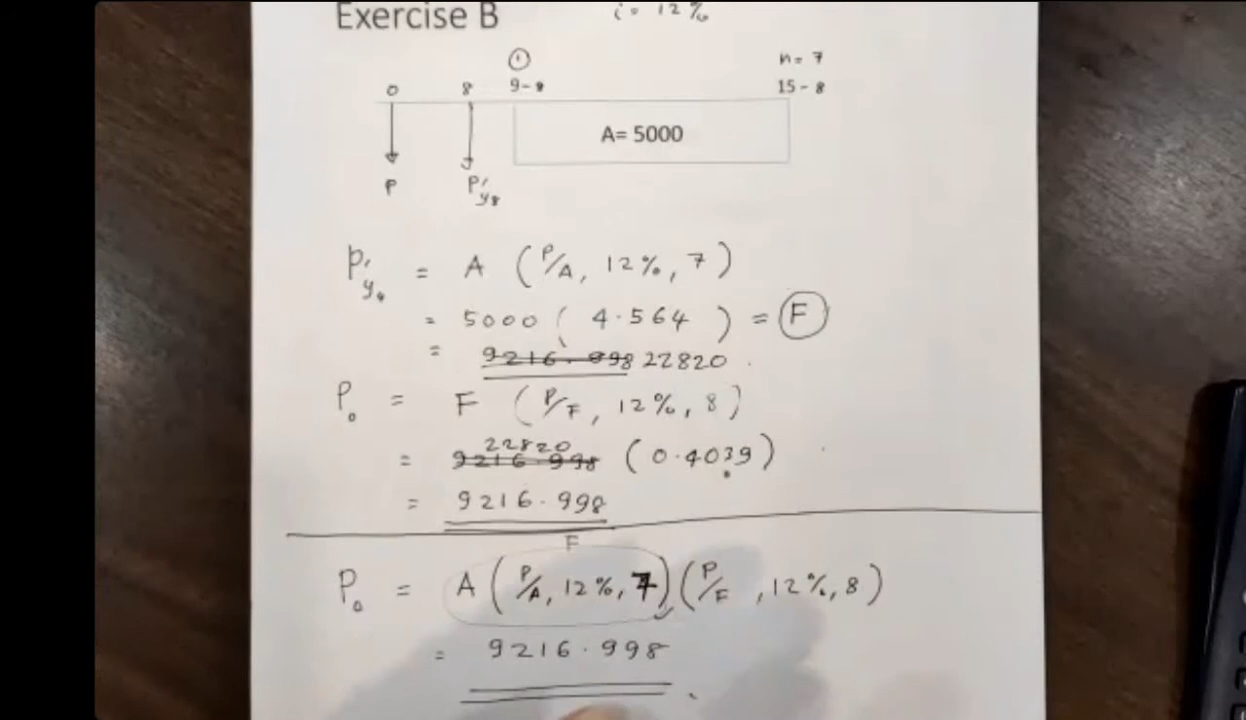 Exercise B
i = 12%
① n = 7
0 8 9-8 15-8
A= 5000
P P'y8
P'y8 = A (P/A, 12%, 7)
= 5000 ( 4.564 ) = F
= 9216.998 22820
P0 = F (P/F, 12%, 8)
22820
= 9216.998 (0.4039)
= 9216.998
F
P0 = A (P/A, 12%, 7) (P/F, 12%, 8)
= 9216.998